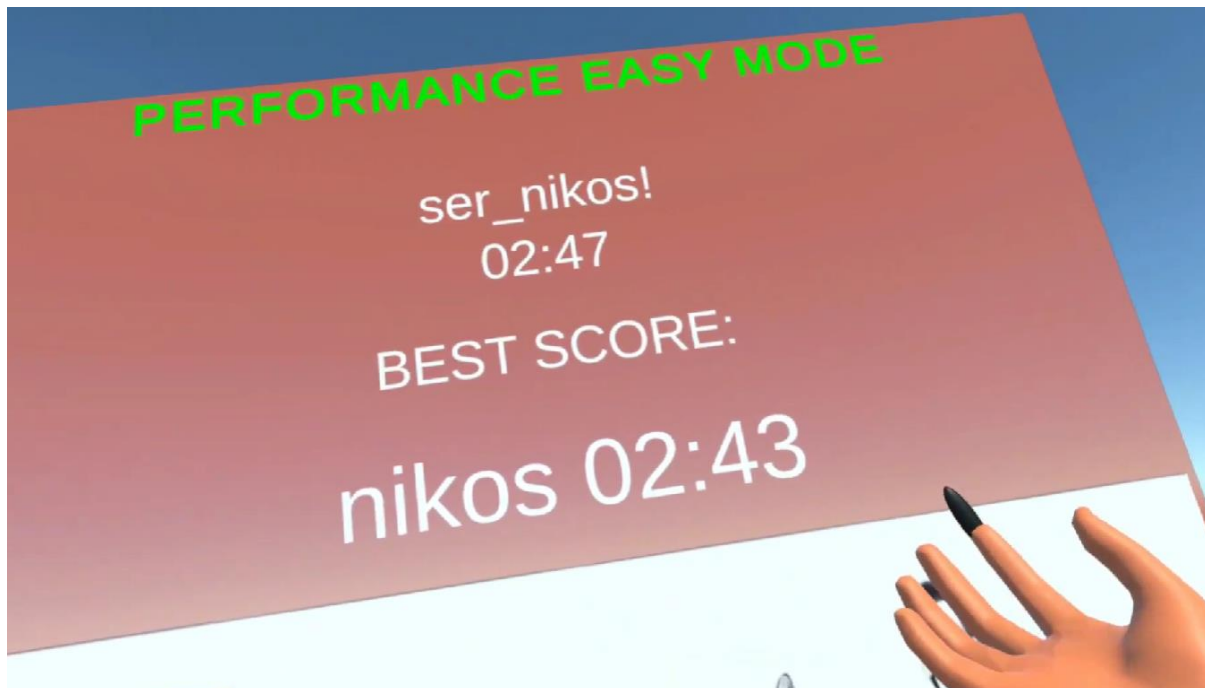 PERFORMANCE EASY MODE
ser_nikos!
02:47
BEST SCORE:
nikos 02:43